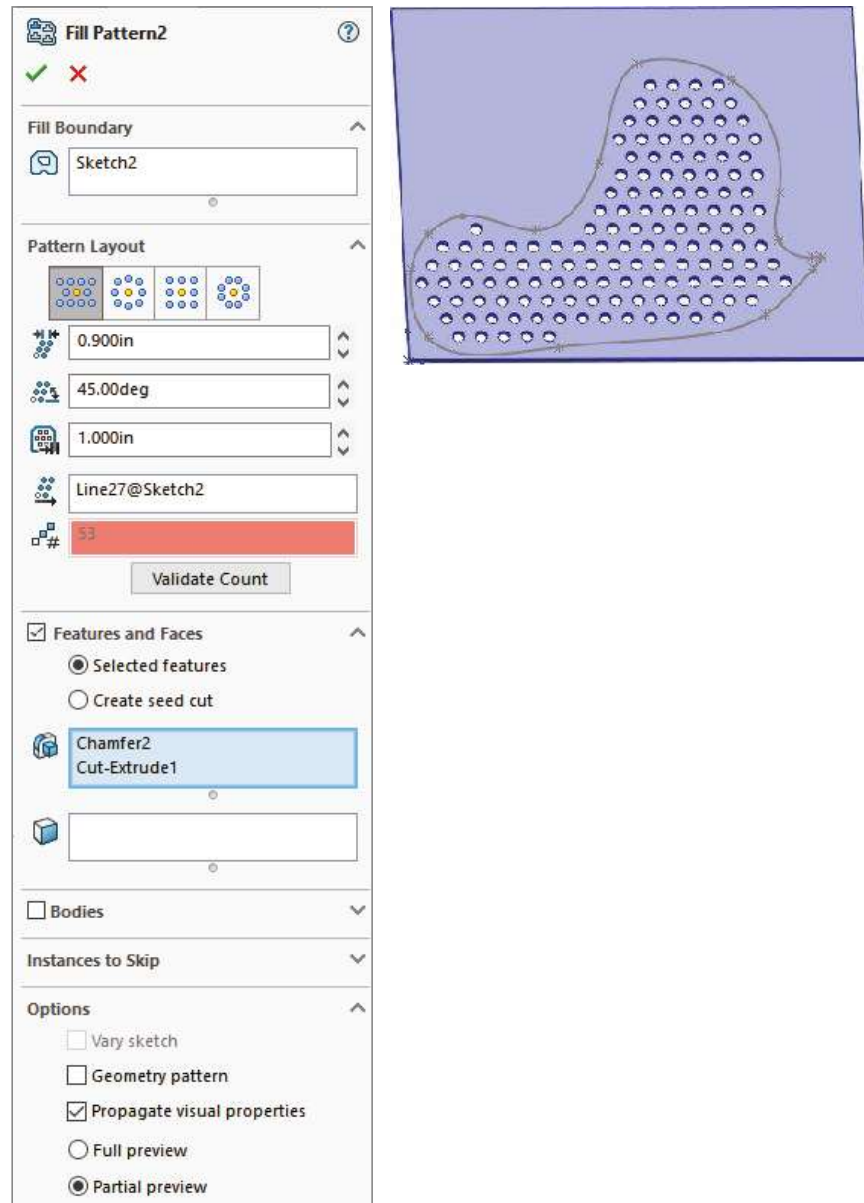 Fill Pattern2
Fill Boundary
Sketch2
Pattern Layout
0.900in
45.00deg
1.000in
Line27@Sketch2
53
Validate Count
Features and Faces
Selected features
Create seed cut
Chamfer2
Cut-Extrude1
Bodies
Instances to Skip
Options
Vary sketch
Geometry pattern
Propagate visual properties
Full preview
Partial preview